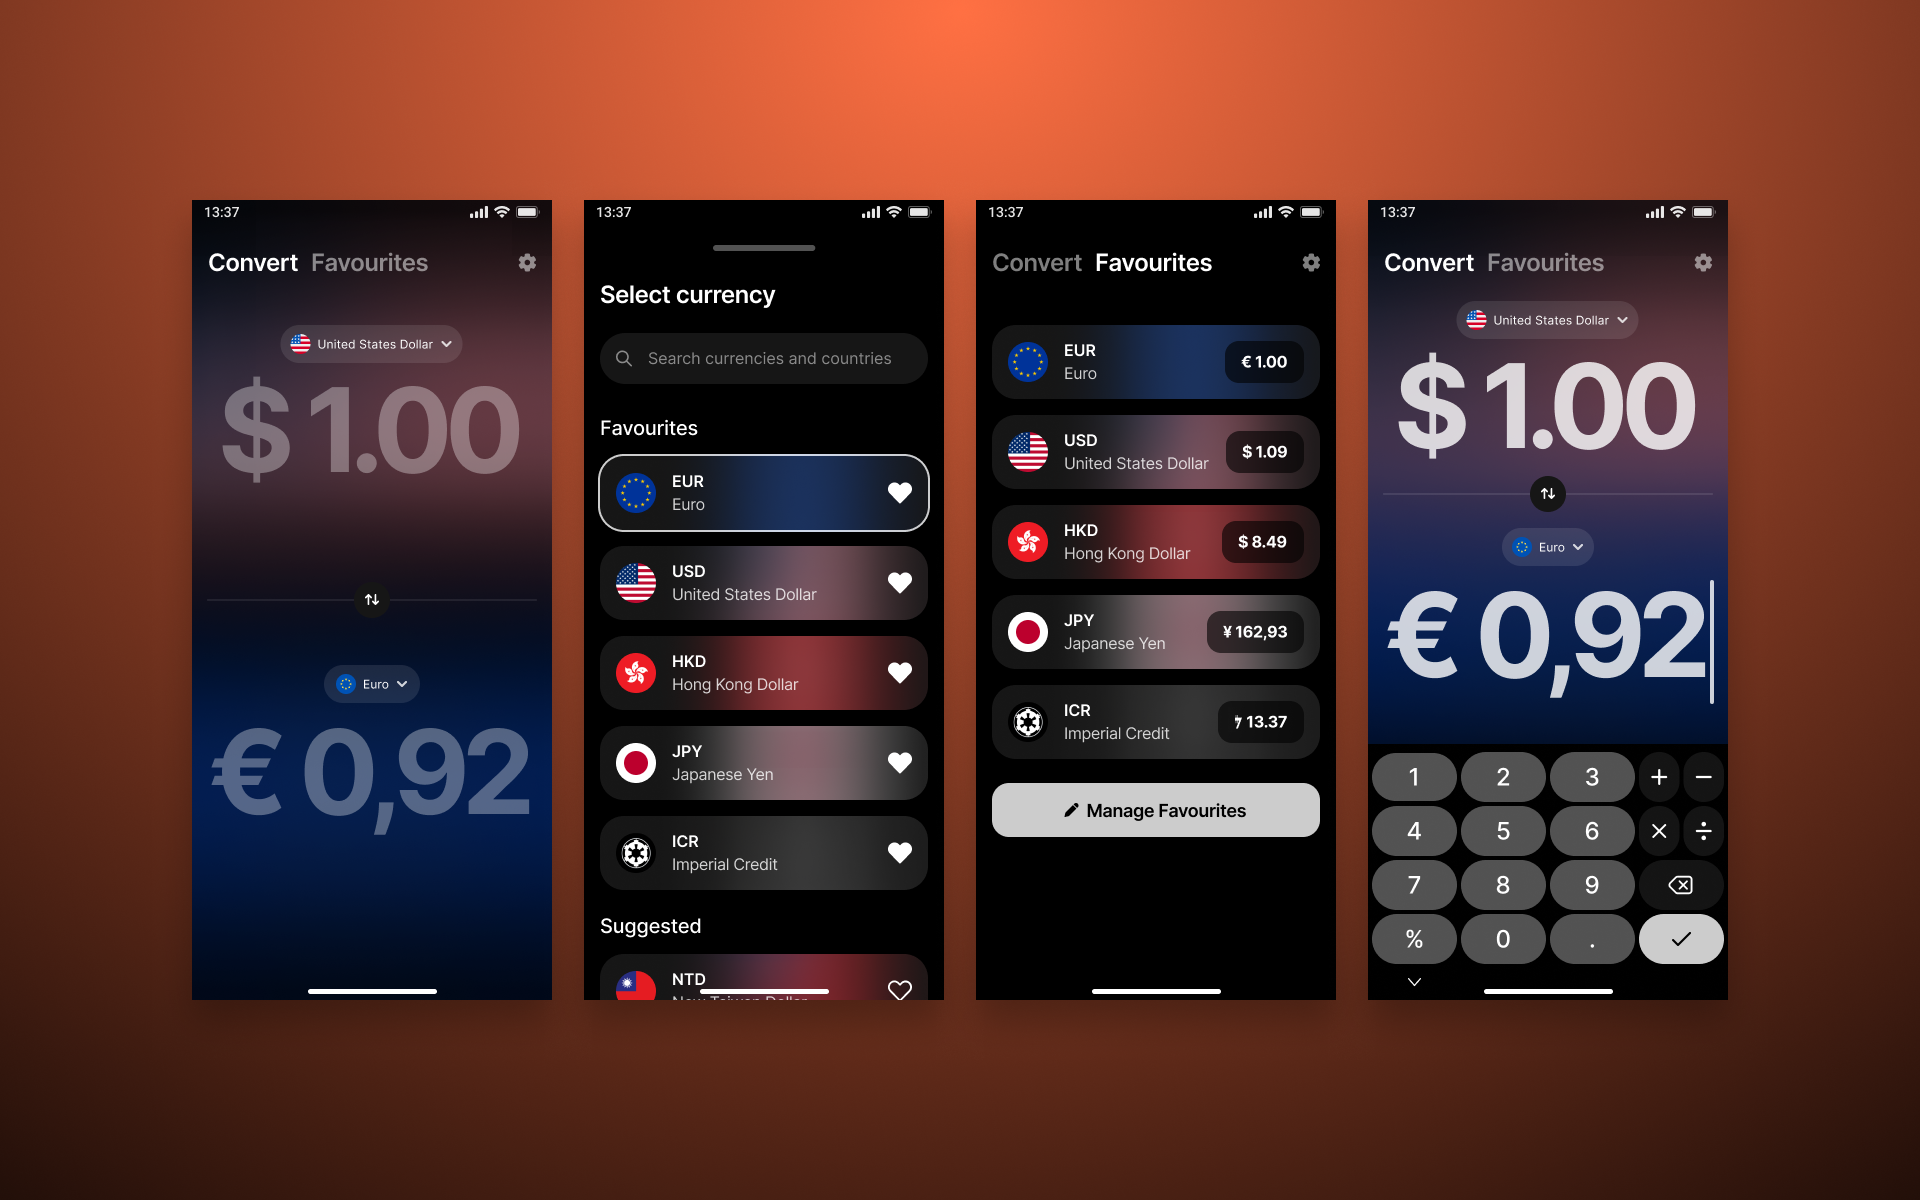 13:37
Convert Favourites
United States Dollar
$ 1.00
Euro
€ 0,92
13:37
Select currency
Search currencies and countries
Favourites
EUR
Euro
USD
United States Dollar
HKD
Hong Kong Dollar
JPY
Japanese Yen
ICR
Imperial Credit
Suggested
NTD
New Taiwan Dollar
13:37
Convert Favourites
EUR
Euro
€ 1.00
USD
United States Dollar
$ 1.09
HKD
Hong Kong Dollar
$ 8.49
JPY
Japanese Yen
¥ 162,93
ICR
Imperial Credit
13.37
Manage Favourites
13:37
Convert Favourites
United States Dollar
$ 1.00
Euro
€ 0,92
1 2 3 + −
4 5 6 × ÷
7 8 9
% 0 .